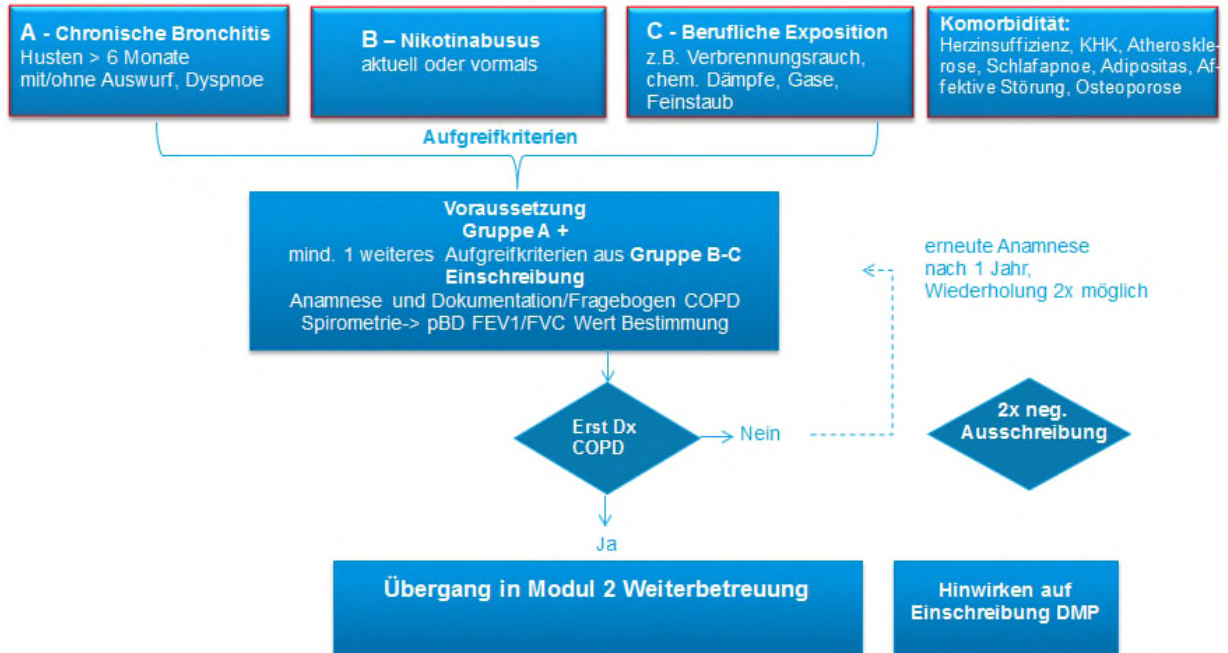 A - Chronische Bronchitis
Husten > 6 Monate
mit/ohne Auswurf, Dyspnoe
B – Nikotinabusus
aktuell oder vormals
C - Berufliche Exposition
z.B. Verbrennungsrauch,
chem. Dämpfe, Gase,
Feinstaub
Komorbidität:
Herzinsuffizienz, KHK, Atheroskle-
rose, Schlafapnoe, Adipositas, Af-
fektive Störung, Osteoporose
Aufgreifkriterien
Voraussetzung
Gruppe A +
mind. 1 weiteres Aufgreifkriterien aus Gruppe B-C
Einschreibung
Anamnese und Dokumentation/Fragebogen COPD
Spirometrie-> pBD FEV1/FVC Wert Bestimmung
erneute Anamnese
nach 1 Jahr,
Wiederholung 2x möglich
Erst Dx
COPD
Nein
2x neg.
Ausschreibung
Ja
Übergang in Modul 2 Weiterbetreuung
Hinwirken auf
Einschreibung DMP